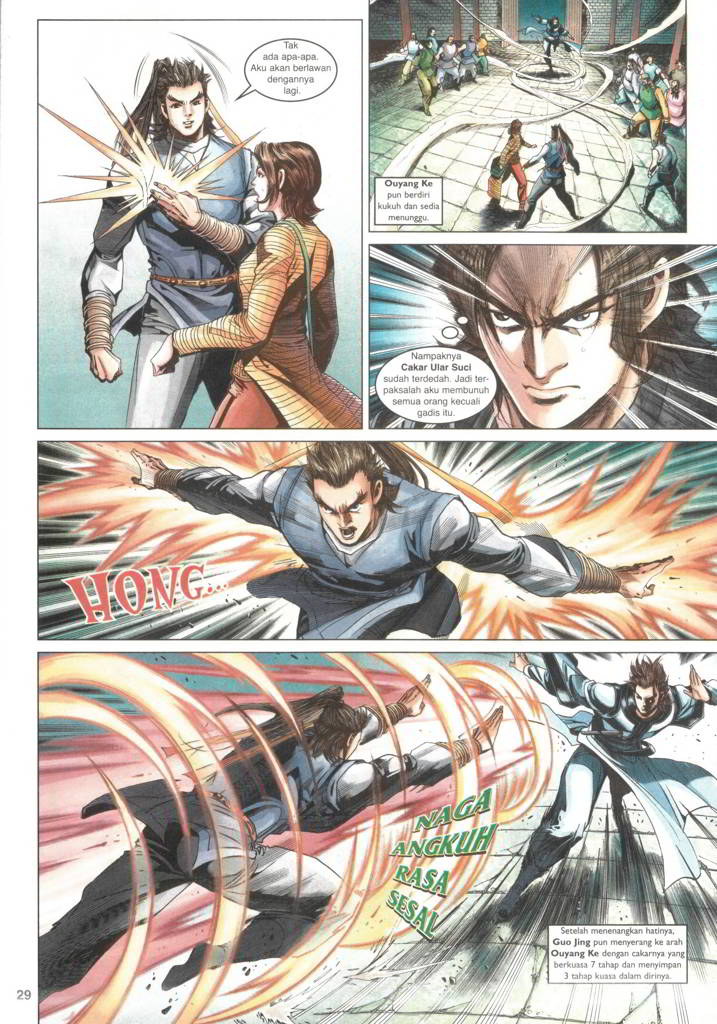 Tak
ada apa-apa.
Aku akan berlawan
dengannya
lagi.
Ouyang Ke
pun berdiri
kukuh dan sedia
menunggu.
Nampaknya
Cakar Ular Suci
sudah terdedah. Jadi ter-
paksalah aku membunuh
semua orang kecuali
gadis itu.
HONG...
NAGA
ANGKUH
RASA
SESAL
Setelah menenangkan hatinya,
Guo Jing pun menyerang ke arah
Ouyang Ke dengan cakarnya yang
berkuasa 7 tahap dan menyimpan
3 tahap kuasa dalam dirinya.
29